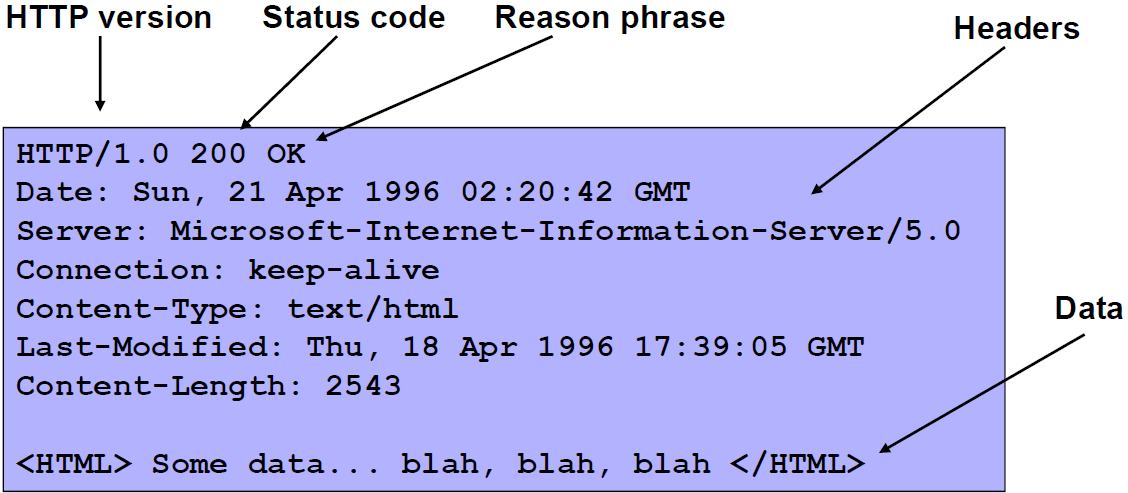 HTTP version Status code Reason phrase Headers
HTTP/1.0 200 OK
Date: Sun, 21 Apr 1996 02:20:42 GMT
Server: Microsoft-Internet-Information-Server/5.0
Connection: keep-alive
Content-Type: text/html
Data
Last-Modified: Thu, 18 Apr 1996 17:39:05 GMT
Content-Length: 2543
<HTML> Some data... blah, blah, blah </HTML>